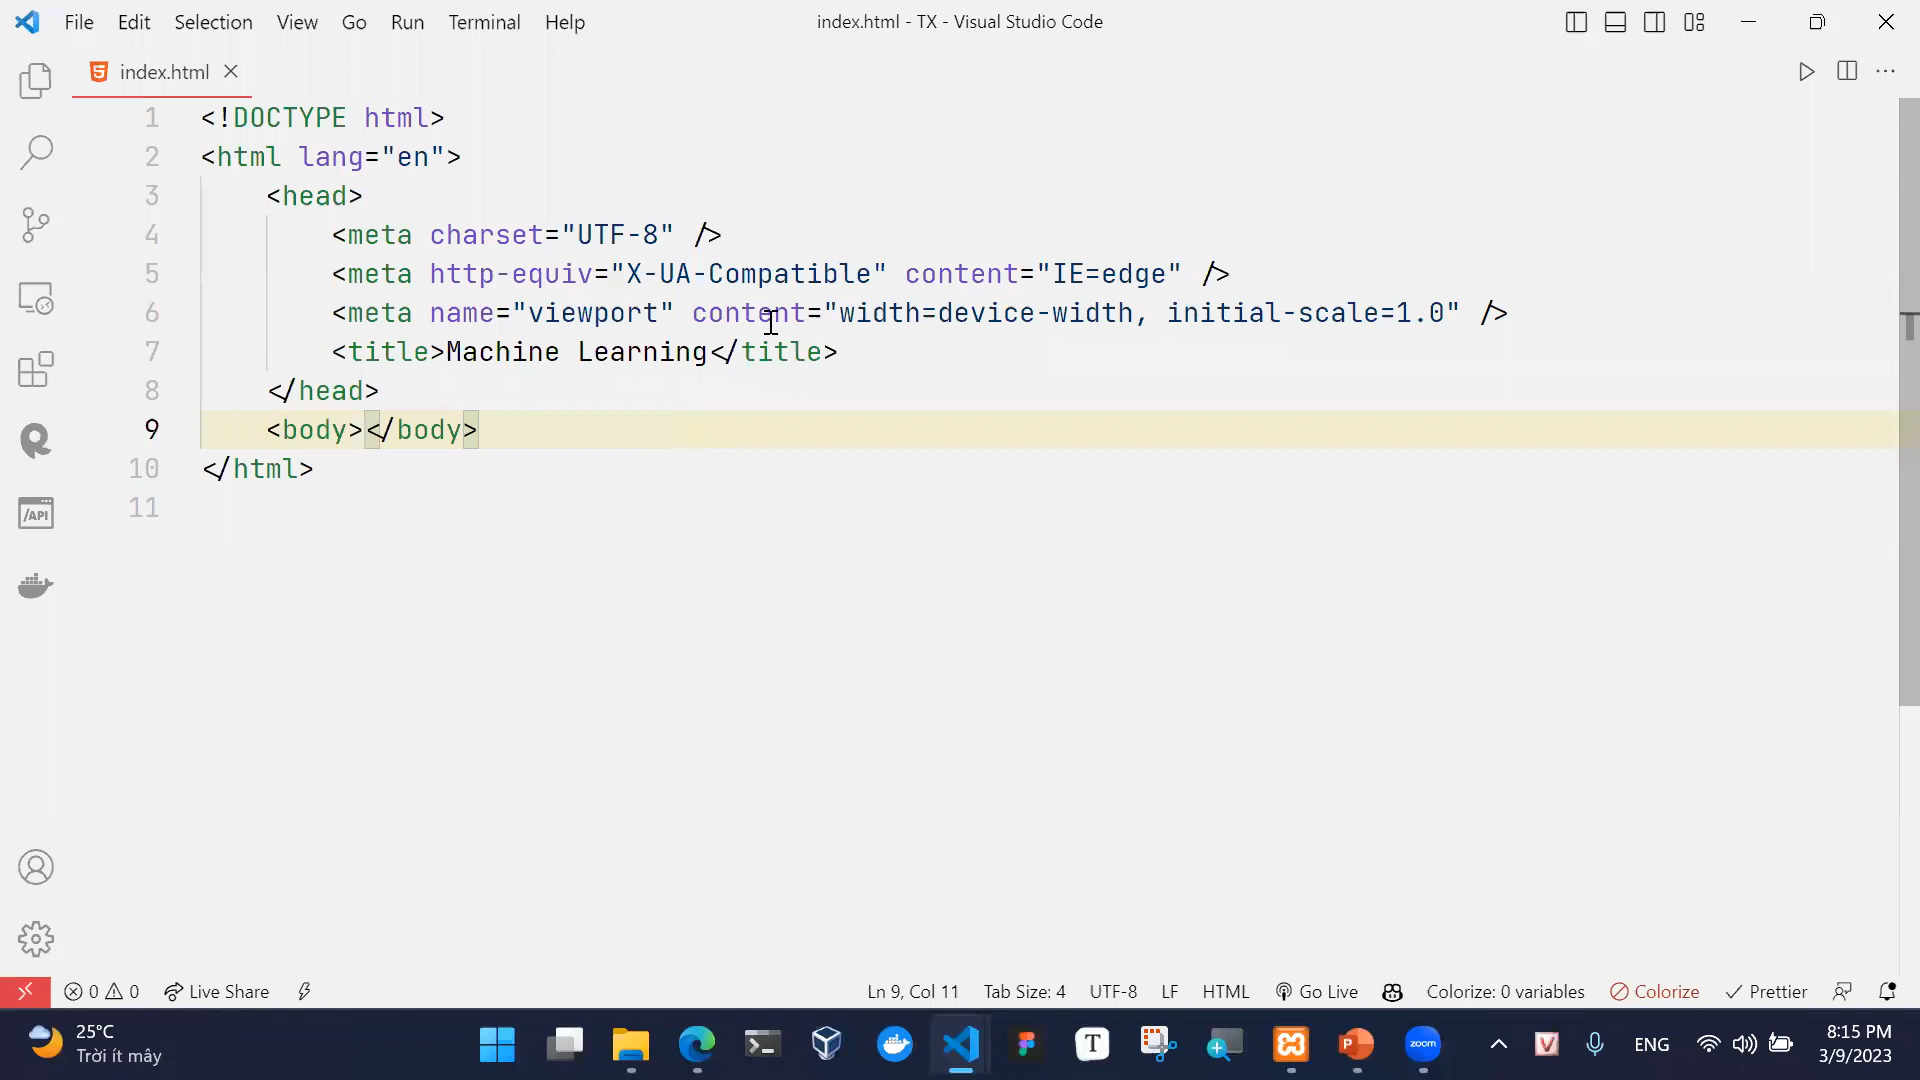 File Edit Selection View Go Run Terminal Help index.html - TX - Visual Studio Code
index.html
1 <!DOCTYPE html>
2 <html lang="en">
3 <head>
4 <meta charset="UTF-8" />
5 <meta http-equiv="X-UA-Compatible" content="IE=edge" />
6 <meta name="viewport" content="width=device-width, initial-scale=1.0" />
7 <title>Machine Learning</title>
8 </head>
9 <body></body>
10 </html>
11
/API
0 0 Live Share Ln 9, Col 11 Tab Size: 4 UTF-8 LF HTML Go Live Colorize: 0 variables Colorize Prettier
25°C
Trời ít mây
T
zoom
V
ENG
8:15 PM
3/9/2023